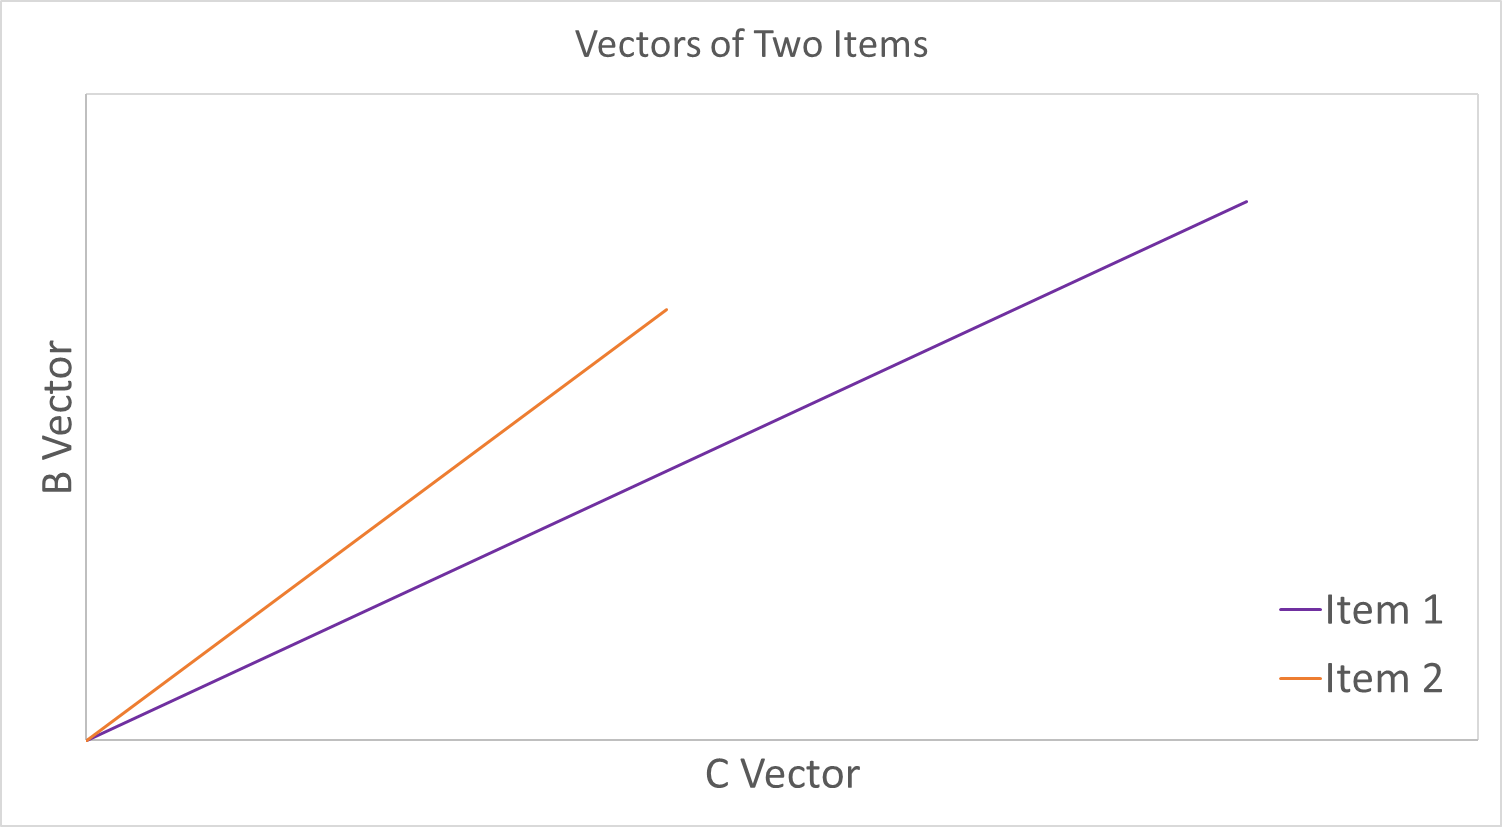 Vectors of Two Items
B Vector
Item 1
Item 2
C Vector